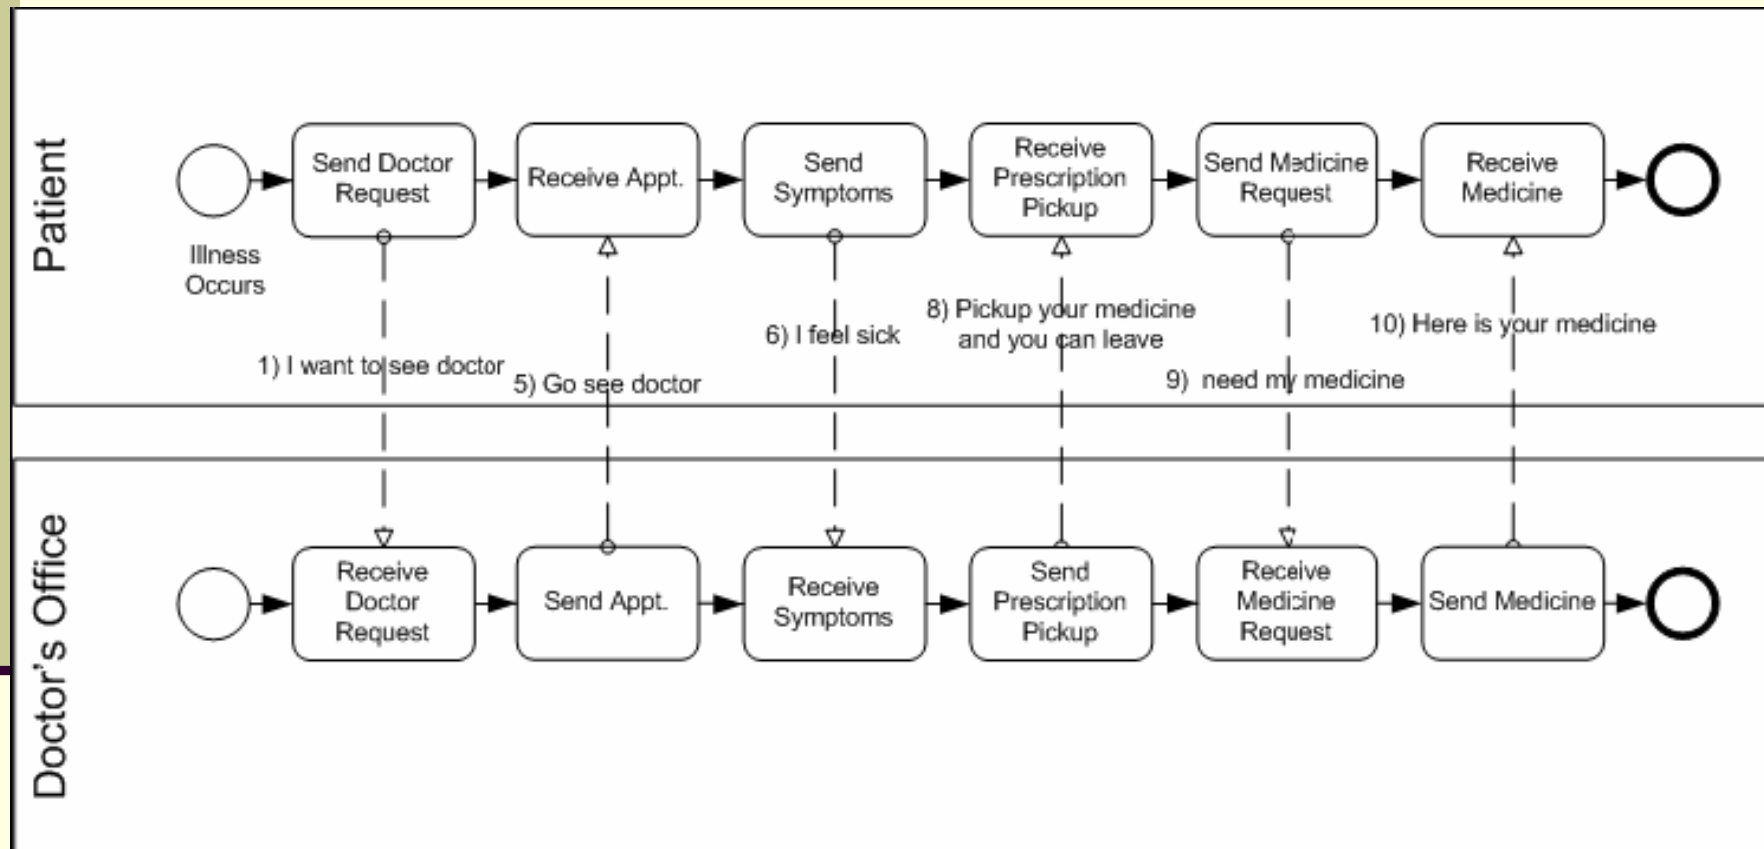 Patient
Send Doctor
Request
Receive Appt.
Send
Symptoms
Receive
Prescription
Pickup
Send Medicine
Request
Receive
Medicine
Illness
Occurs
1) I want to see doctor
5) Go see doctor
6) I feel sick
8) Pickup your medicine
and you can leave
9) need my medicine
10) Here is your medicine
Doctor's Office
Receive
Doctor
Request
Send Appt.
Receive
Symptoms
Send
Prescription
Pickup
Receive
Medicine
Request
Send Medicine